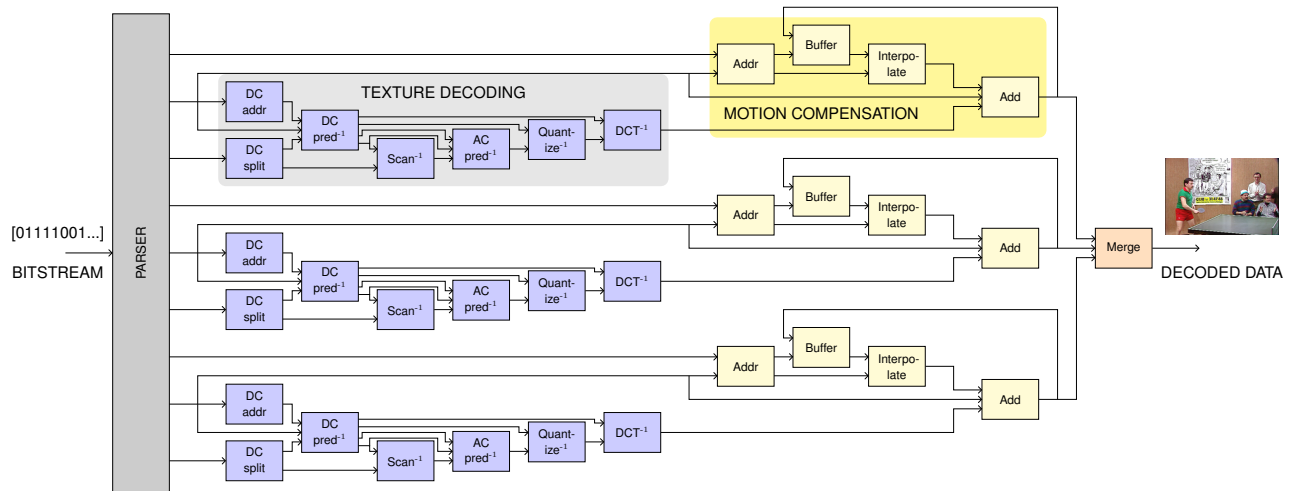 [01111001...]
BITSTREAM
PARSER
TEXTURE DECODING
DC
addr
DC
split
DC
pred-1
Scan-1
AC
pred-1
Quant-
ize-1
DCT-1
MOTION COMPENSATION
Addr
Buffer
Interpo-
late
Add
DC
addr
DC
split
DC
pred-1
Scan-1
AC
pred-1
Quant-
ize-1
DCT-1
Addr
Buffer
Interpo-
late
Add
DC
addr
DC
split
DC
pred-1
Scan-1
AC
pred-1
Quant-
ize-1
DCT-1
Addr
Buffer
Interpo-
late
Add
Merge
DECODED DATA